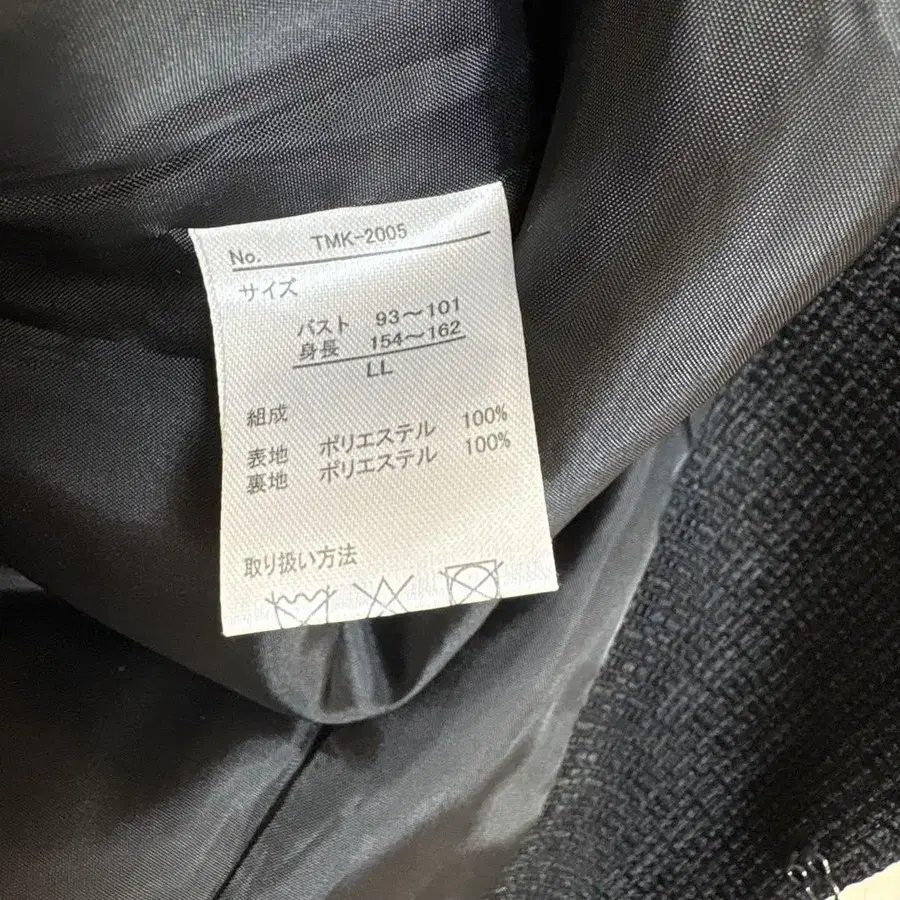 No. TMK-2005
サイズ
バスト 93～101
身長 154～162
LL
組成
表地 ポリエステル 100%
裏地 ポリエステル 100%
取り扱い方法